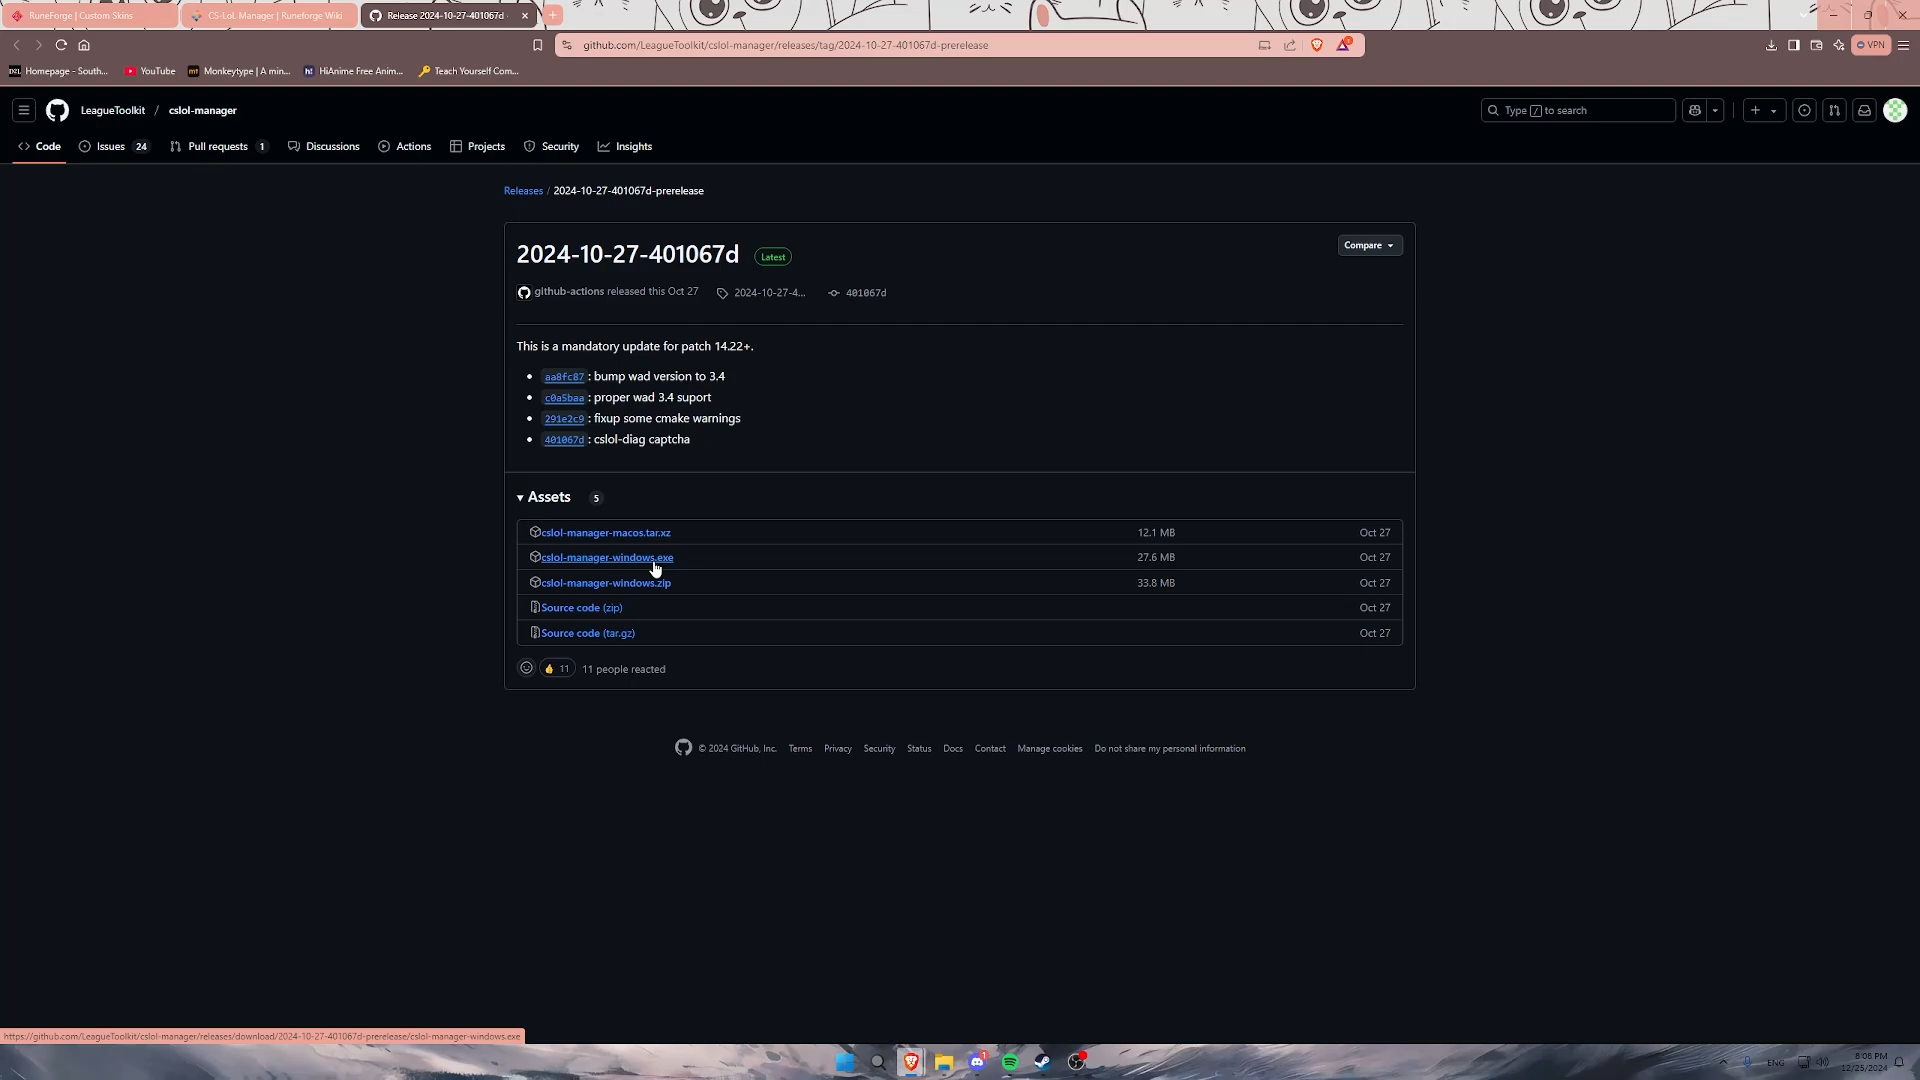 RuneForge | Custom Skins
CS-LoL Manager | Runeforge Wiki
Release 2024-10-27-401067d
github.com/LeagueToolkit/cslol-manager/releases/tag/2024-10-27-401067d-prerelease
VPN
Homepage - South...
YouTube
Monkeytype | A min...
HiAnime Free Anim...
Teach Yourself Com...
LeagueToolkit / cslol-manager
Type / to search
Code
Issues 24
Pull requests 1
Discussions
Actions
Projects
Security
Insights
Releases / 2024-10-27-401067d-prerelease
2024-10-27-401067d Latest
Compare
github-actions released this Oct 27 2024-10-27-4... 401067d
This is a mandatory update for patch 14.22+.
aa8fc87 : bump wad version to 3.4
c0a5baa : proper wad 3.4 suport
291e2c9 : fixup some cmake warnings
401067d : cslol-diag captcha
Assets 5
cslol-manager-macos.tar.xz 12.1 MB Oct 27
cslol-manager-windows.exe 27.6 MB Oct 27
cslol-manager-windows.zip 33.8 MB Oct 27
Source code (zip) Oct 27
Source code (tar.gz) Oct 27
11 11 people reacted
© 2024 GitHub, Inc. Terms Privacy Security Status Docs Contact Manage cookies Do not share my personal information
https://github.com/LeagueToolkit/cslol-manager/releases/download/2024-10-27-401067d-prerelease/cslol-manager-windows.exe
ENG
8:08 PM
12/25/2024